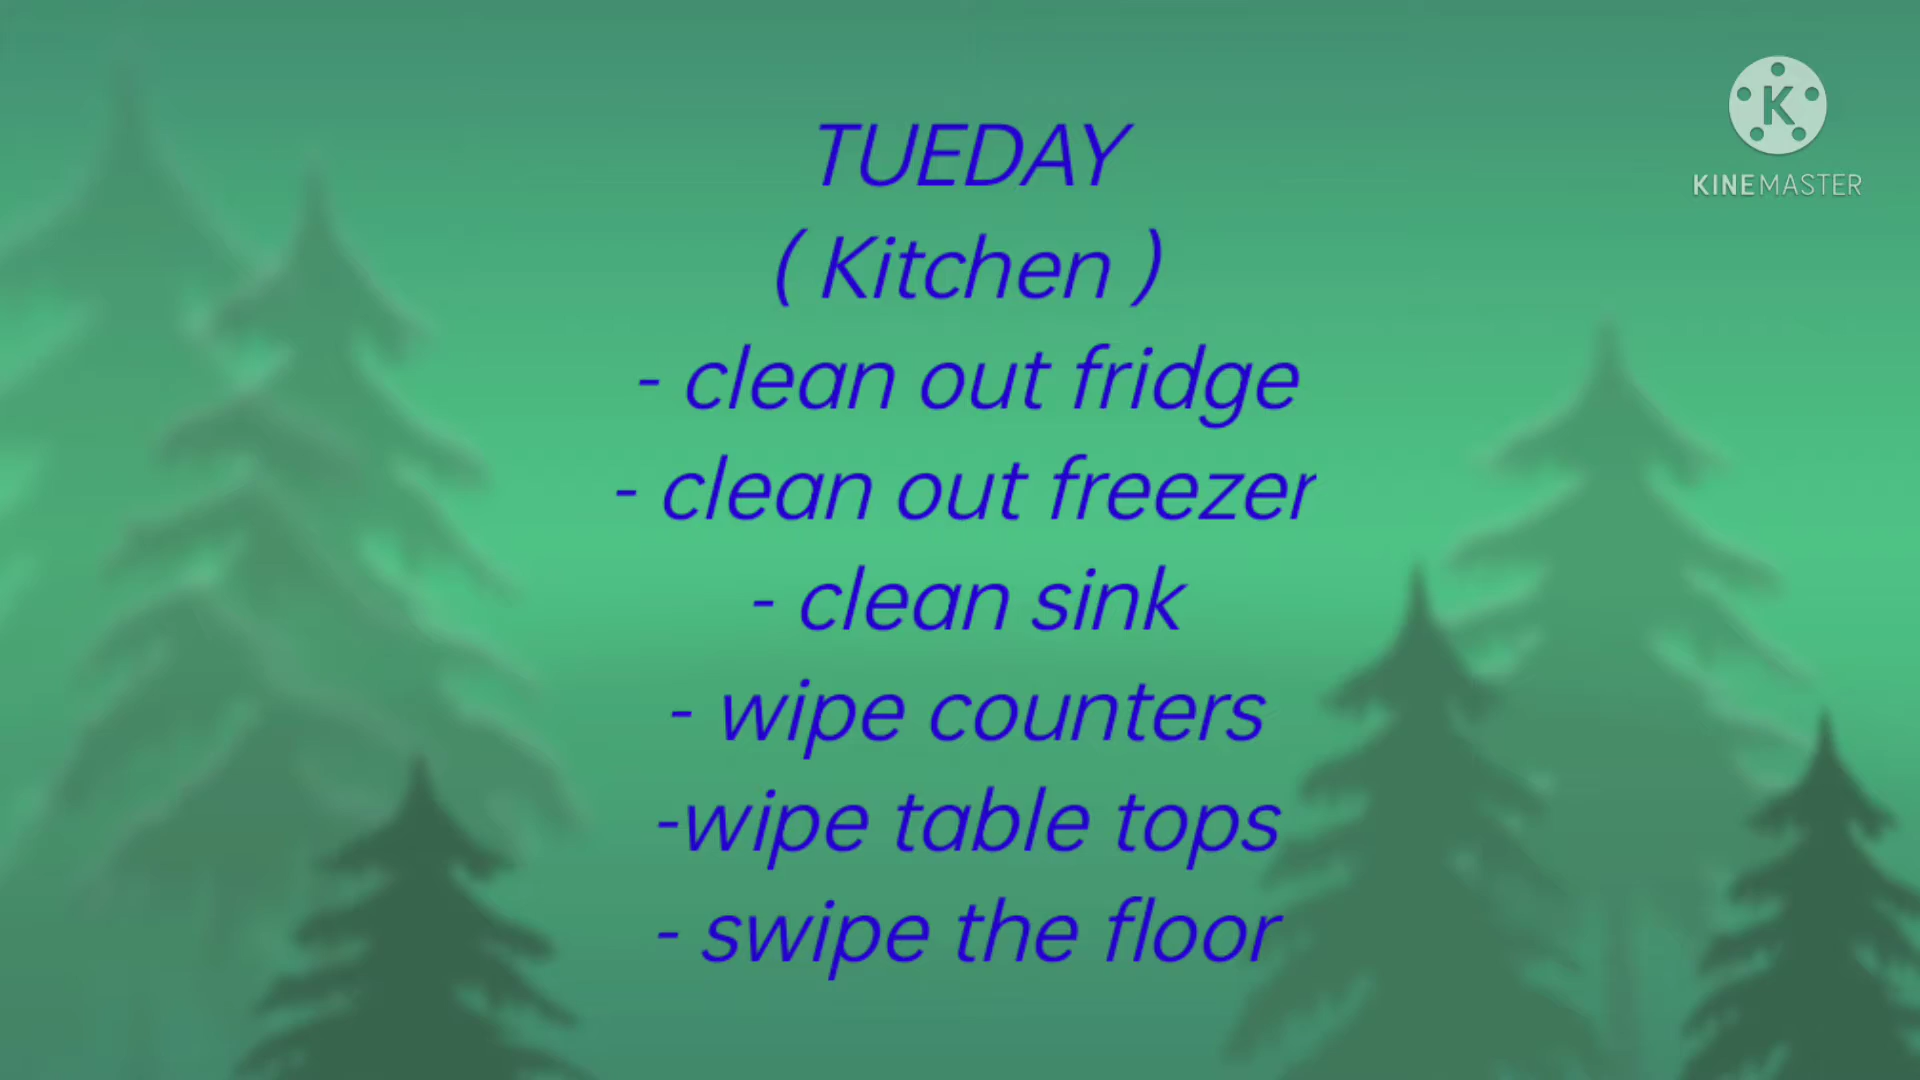 TUEDAY
( Kitchen )
- clean out fridge
- clean out freezer
- clean sink
- wipe counters
-wipe table tops
- swipe the floor
K
KINEMASTER